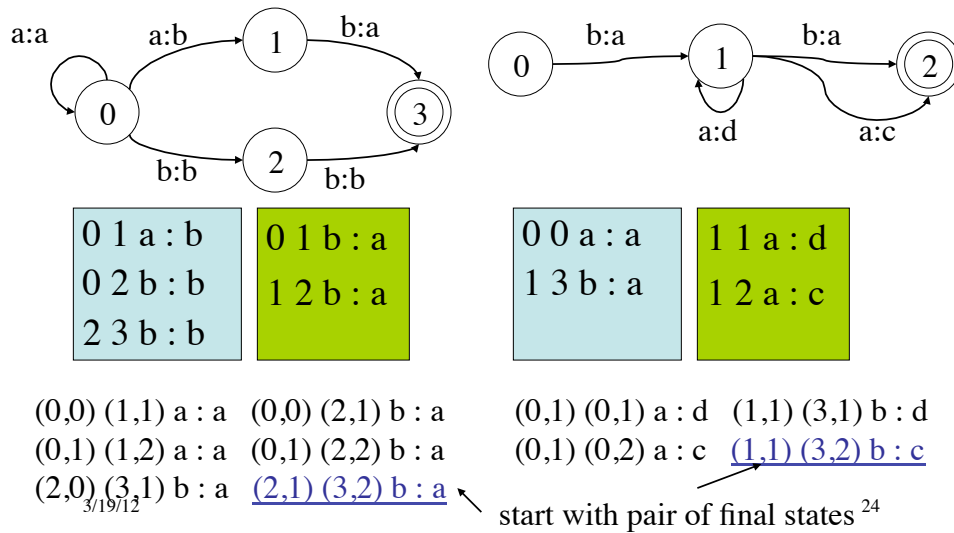 a:a
a:b
1
b:a
0
3
b:b
2
b:b
0
b:a
1
b:a
2
a:d
a:c
0 1 a : b
0 2 b : b
2 3 b : b
0 1 b : a
1 2 b : a
0 0 a : a
1 3 b : a
1 1 a : d
1 2 a : c
(0,0) (1,1) a : a (0,0) (2,1) b : a
(0,1) (1,2) a : a (0,1) (2,2) b : a
(2,0) (3,1) b : a (2,1) (3,2) b : a
(0,1) (0,1) a : d (1,1) (3,1) b : d
(0,1) (0,2) a : c (1,1) (3,2) b : c
start with pair of final states
3/19/12
24